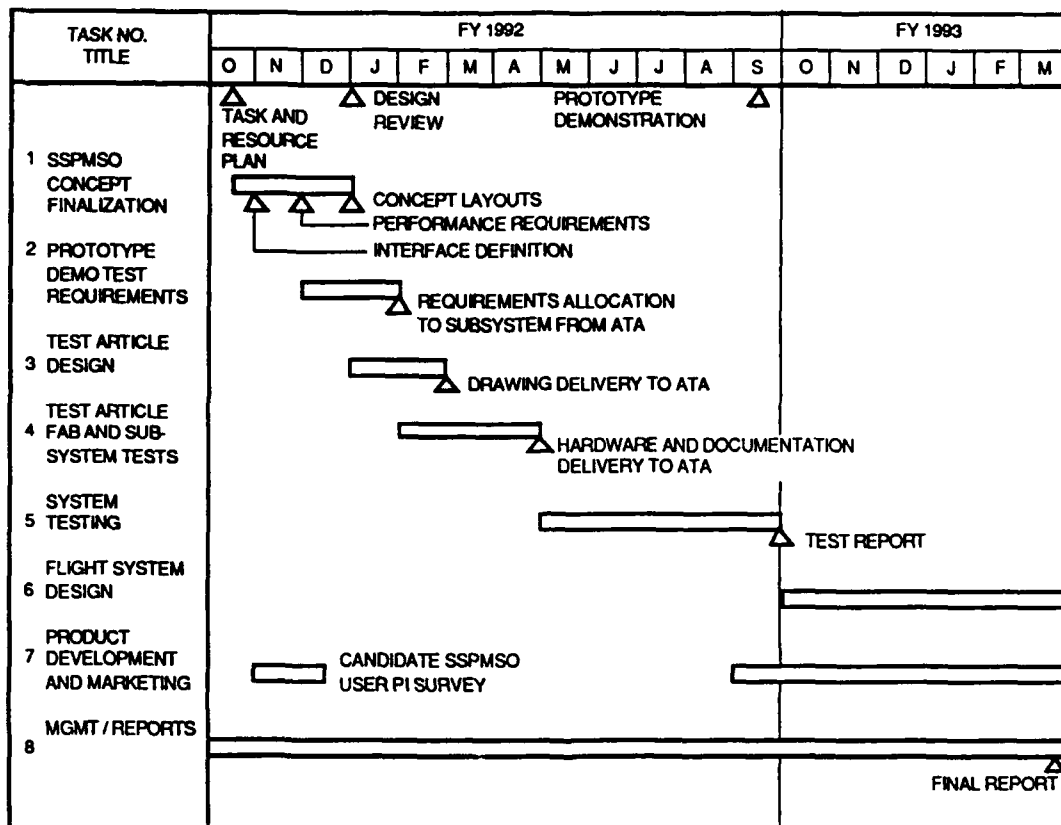 TASK NO.
TITLE
FY 1992
FY 1993
O N D J F M A M J J A S O N D J F M
TASK AND
RESOURCE
PLAN
DESIGN
REVIEW
PROTOTYPE
DEMONSTRATION
1 SSPMSO
CONCEPT
FINALIZATION
CONCEPT LAYOUTS
PERFORMANCE REQUIREMENTS
INTERFACE DEFINITION
2 PROTOTYPE
DEMO TEST
REQUIREMENTS
REQUIREMENTS ALLOCATION
TO SUBSYSTEM FROM ATA
TEST ARTICLE
3 DESIGN
DRAWING DELIVERY TO ATA
TEST ARTICLE
4 FAB AND SUB-
SYSTEM TESTS
HARDWARE AND DOCUMENTATION
DELIVERY TO ATA
SYSTEM
5 TESTING
TEST REPORT
FLIGHT SYSTEM
6 DESIGN
PRODUCT
7 DEVELOPMENT
AND MARKETING
CANDIDATE SSPMSO
USER PI SURVEY
MGMT / REPORTS
8
FINAL REPORT